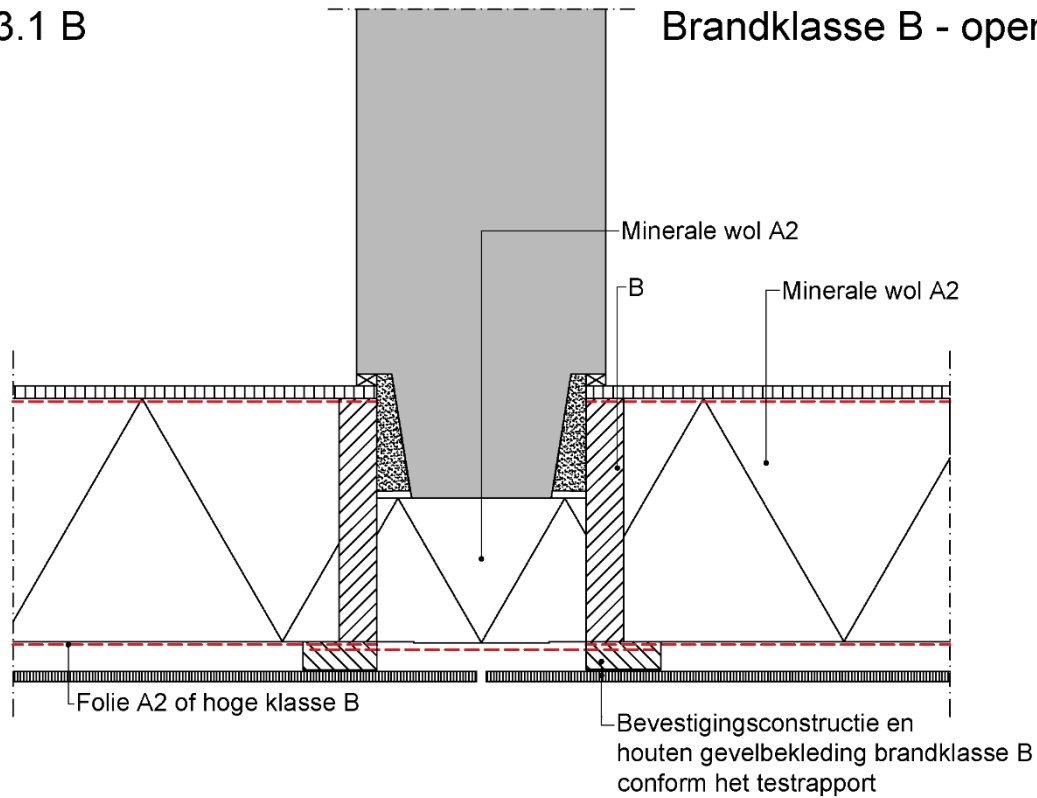 3.1 B
Brandklasse B - open
Minerale wol A2
B
Minerale wol A2
Folie A2 of hoge klasse B
Bevestigingsconstructie en
houten gevelbekleding brandklasse B
conform het testrapport